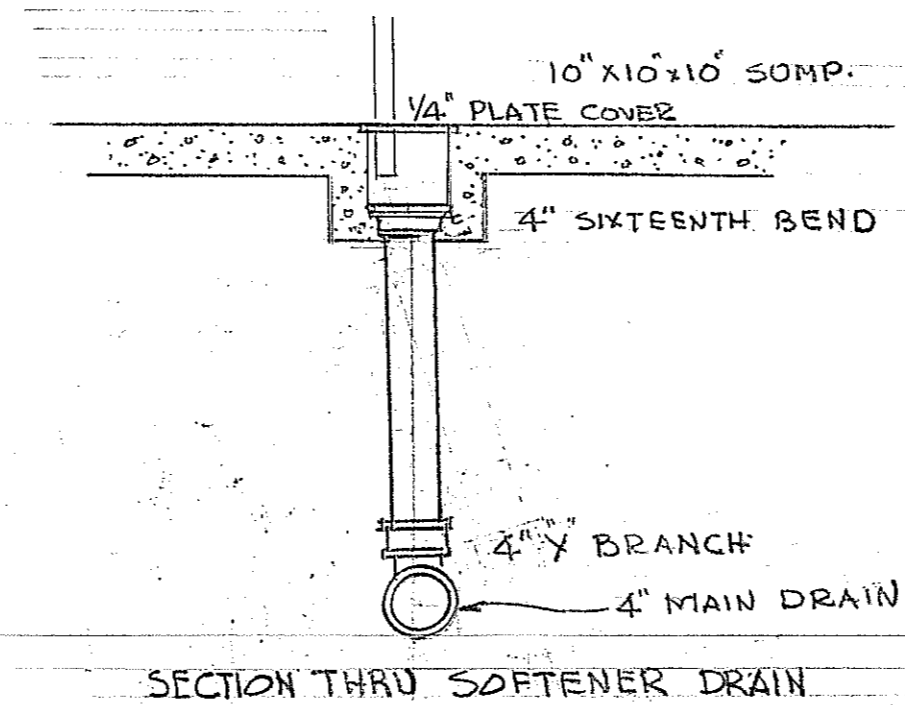 10" X10"x10" SUMP.
1/4" PLATE COVER
4" SIXTEENTH BEND
4" "Y" BRANCH
4" MAIN DRAIN
SECTION THRU SOFTENER DRAIN